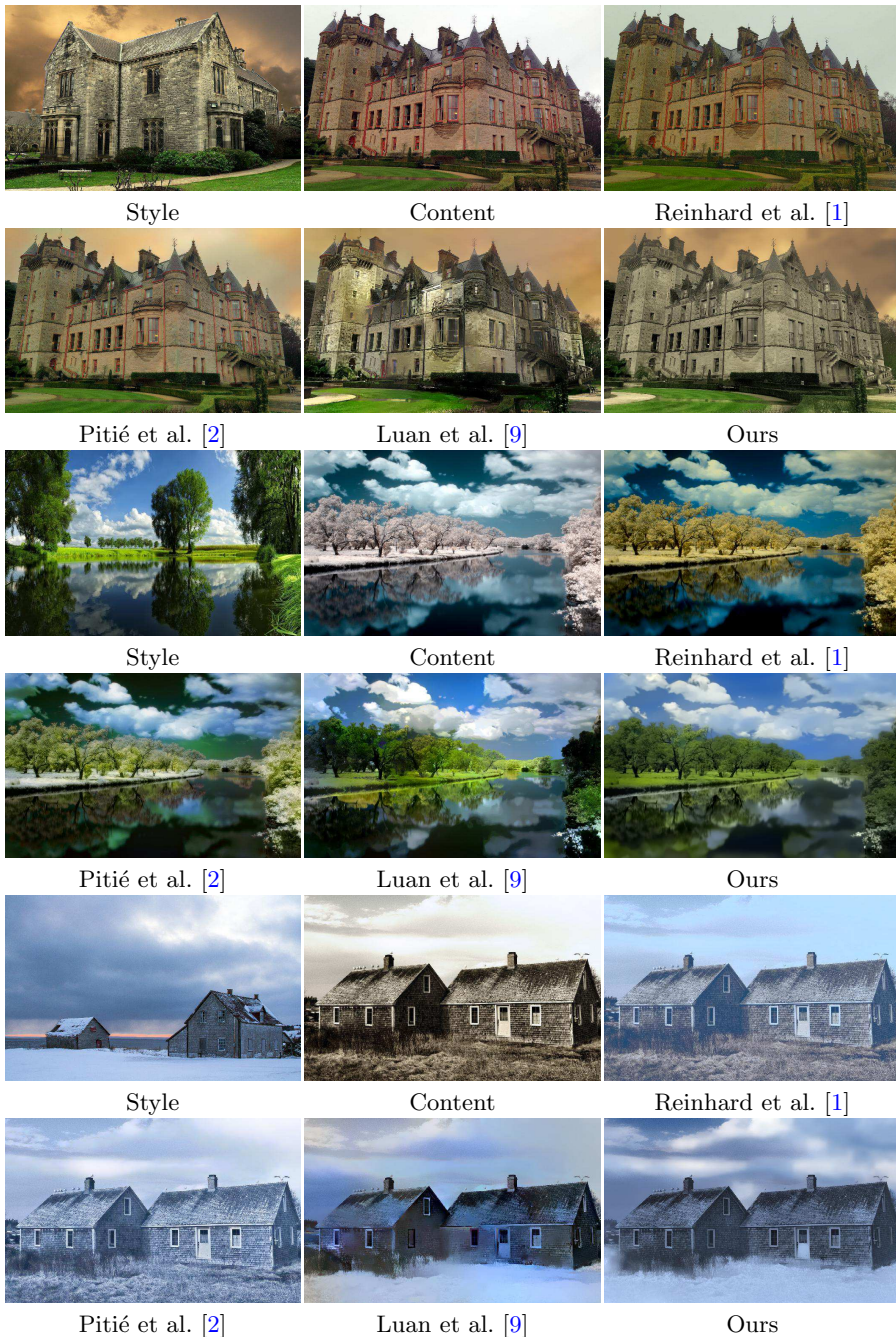 Style Content Reinhard et al. [1]
Pitié et al. [2] Luan et al. [9] Ours
Style Content Reinhard et al. [1]
Pitié et al. [2] Luan et al. [9] Ours
Style Content Reinhard et al. [1]
Pitié et al. [2] Luan et al. [9] Ours